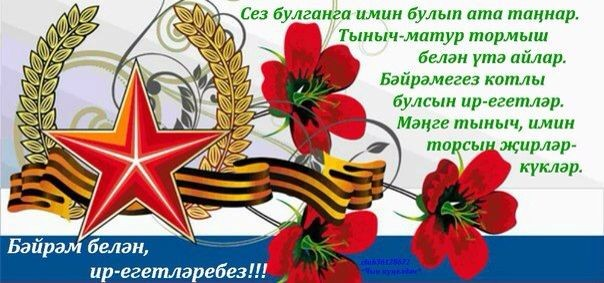 Сез булганга имин булып ата таңнар.
Тыныч-матур тормыш
белән үтә айлар.
Бәйрәмегез котлы
булсын ир-егетләр.
Мәңге тыныч, имин
торсын җирләр-
күкләр.
Бәйрәм белән,
ир-егетләребез!!!